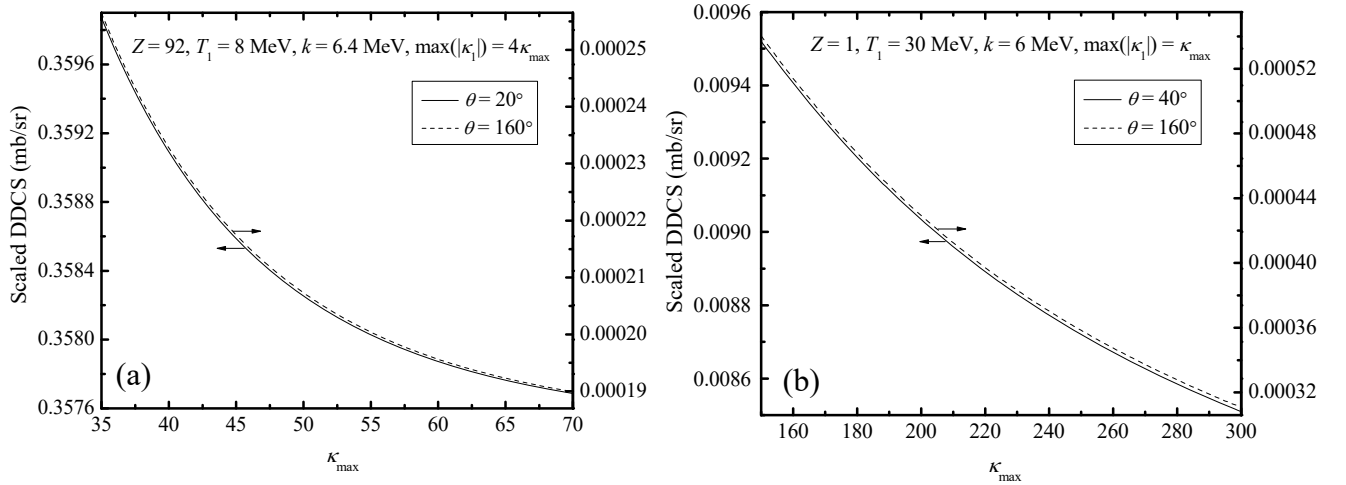 Z = 92, T₁ = 8 MeV, k = 6.4 MeV, max(|κ₁|) = 4κmax
θ = 20°
θ = 160°
Scaled DDCS (mb/sr)
0.3596
0.3592
0.3588
0.3584
0.3580
0.3576
0.00025
0.00024
0.00023
0.00022
0.00021
0.00020
0.00019
(a)
35 40 45 50 55 60 65 70
κmax
Z = 1, T₁ = 30 MeV, k = 6 MeV, max(|κ₁|) = κmax
θ = 40°
θ = 160°
Scaled DDCS (mb/sr)
0.0096
0.0094
0.0092
0.0090
0.0088
0.0086
0.00052
0.00048
0.00044
0.00040
0.00036
0.00032
(b)
160 180 200 220 240 260 280 300
κmax